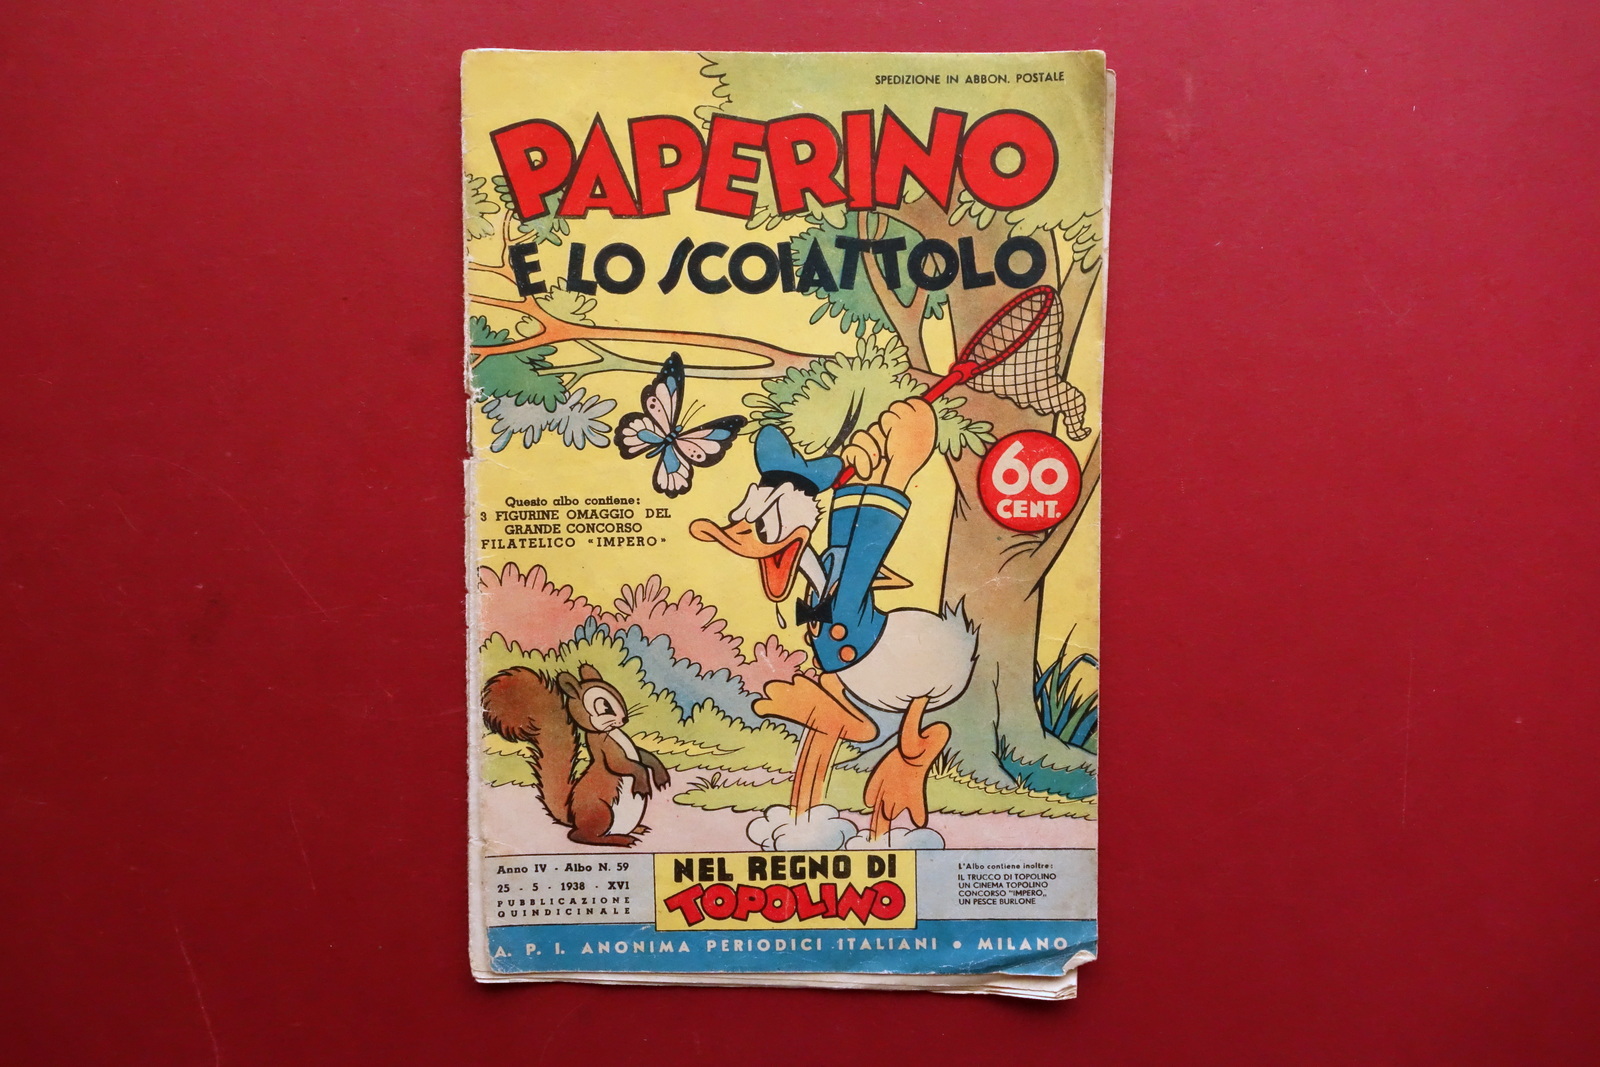 SPEDIZIONE IN ABBON. POSTALE
PAPERINO
E LO SCOIATTOLO
60
CENT.
Questo albo contiene:
3 FIGURINE OMAGGIO DEL
GRANDE CONCORSO
FILATELICO "IMPERO"
Anno IV - Albo N. 59
25 - 5 - 1938 - XVI
PUBBLICAZIONE
QUINDICINALE
NEL REGNO DI
TOPOLINO
L'Albo contiene inoltre:
IL TRUCCO DI TOPOLINO
UN CINEMA TOPOLINO
CONCORSO "IMPERO„
UN PESCE BURLONE
A. P. I. ANONIMA PERIODICI ITALIANI • MILANO